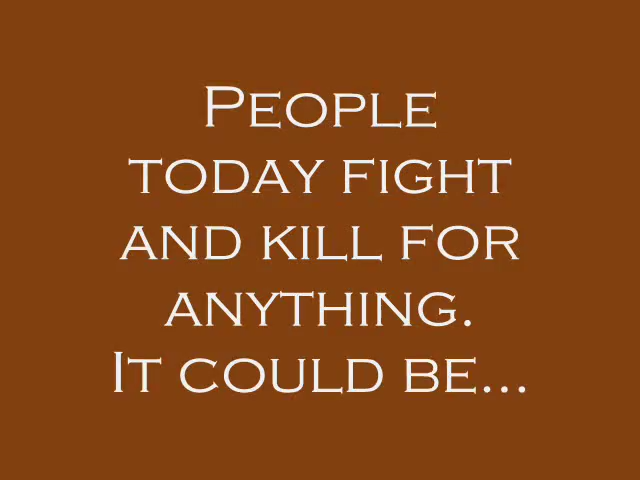 People
today fight
and kill for
anything.
It could be...